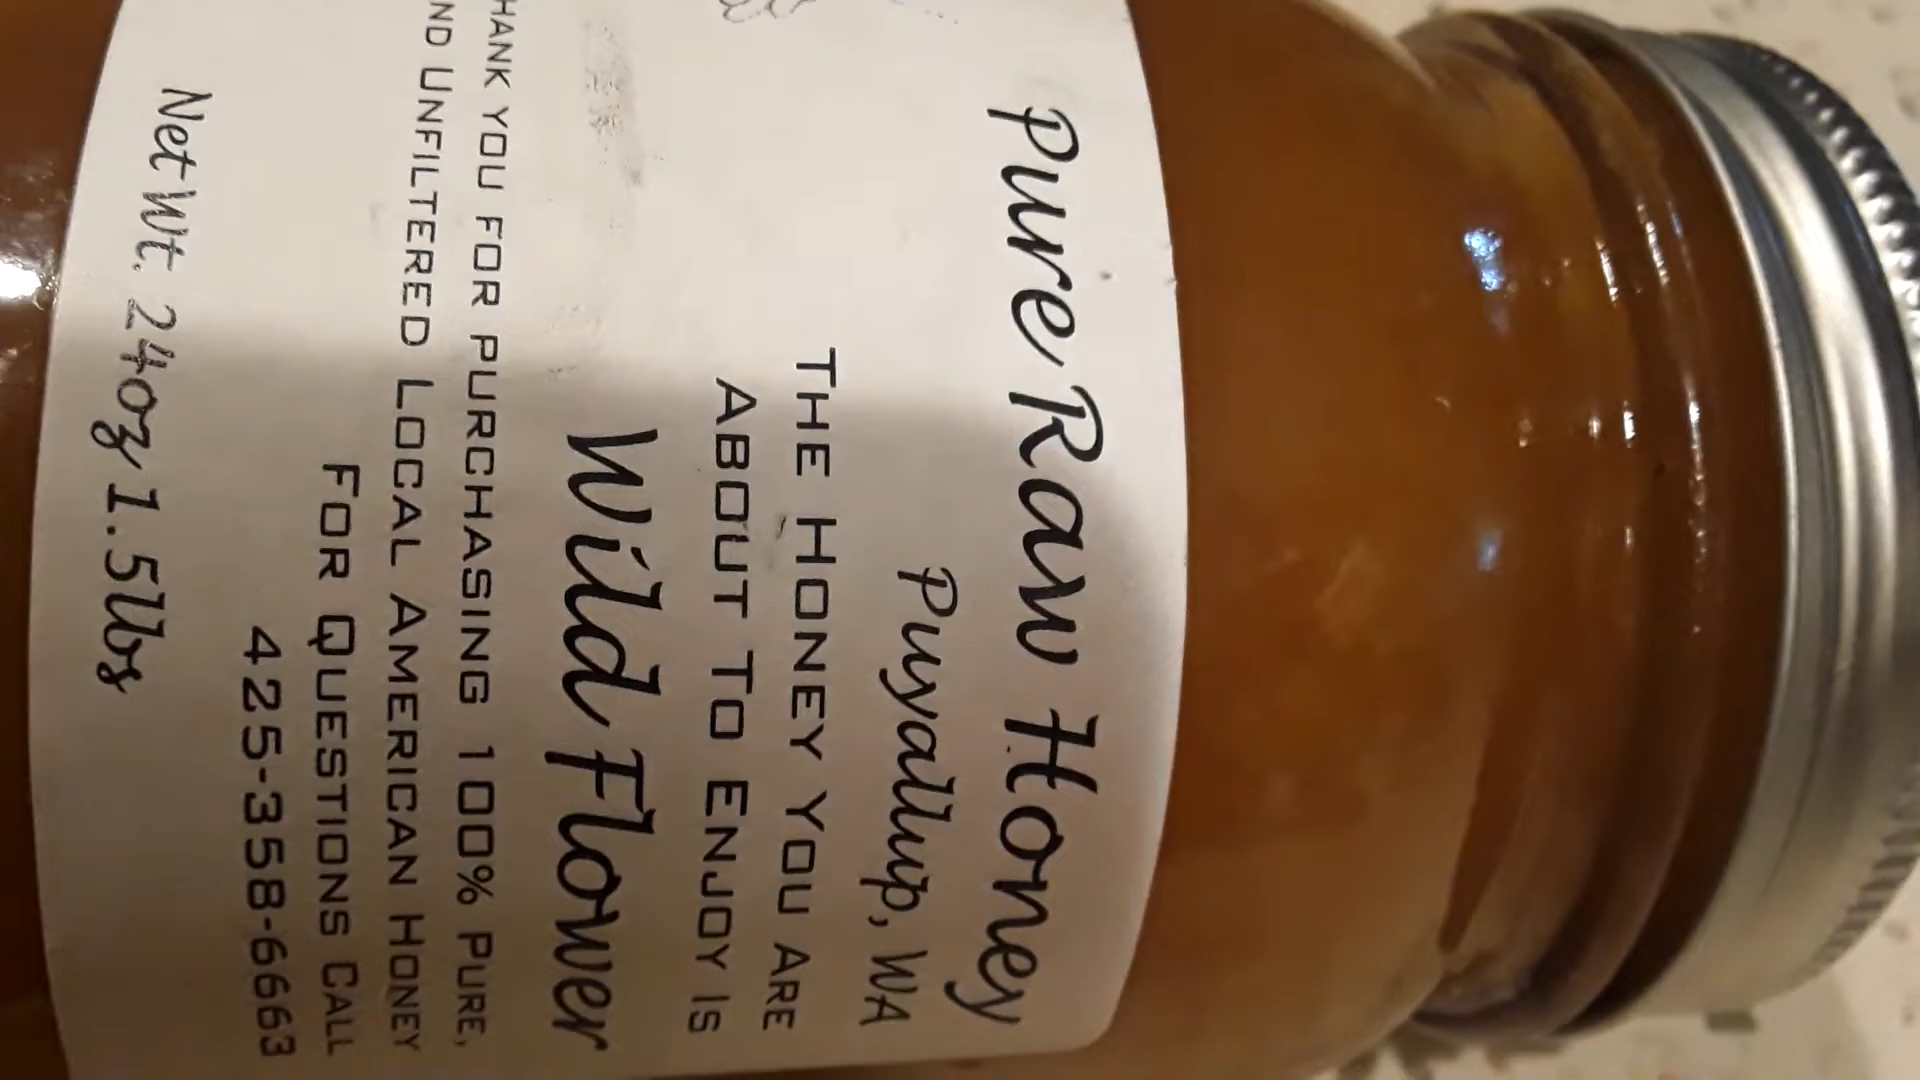 Pure Raw Honey
Puyallup, WA
THE HONEY YOU ARE
ABOUT TO ENJOY IS
Wild Flower
HANK YOU FOR PURCHASING 100% PURE,
ND UNFILTERED LOCAL AMERICAN HONEY
FOR QUESTIONS CALL
425-358-6663
Net Wt. 24oz 1.5lbs